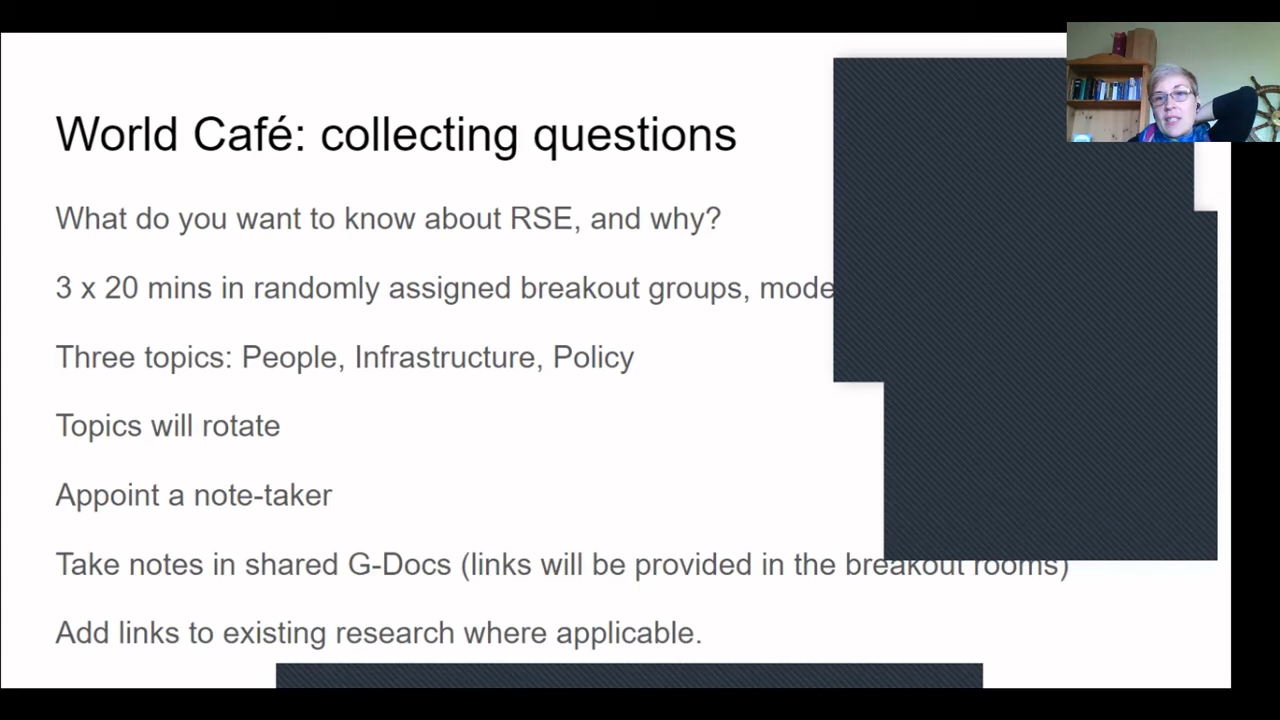 World Café: collecting questions
What do you want to know about RSE, and why?
3 x 20 mins in randomly assigned breakout groups,
Three topics: People, Infrastructure, Policy
Topics will rotate
Appoint a note-taker
Take notes in shared G-Docs (links will be provided in the breakout rooms)
Add links to existing research where applicable.